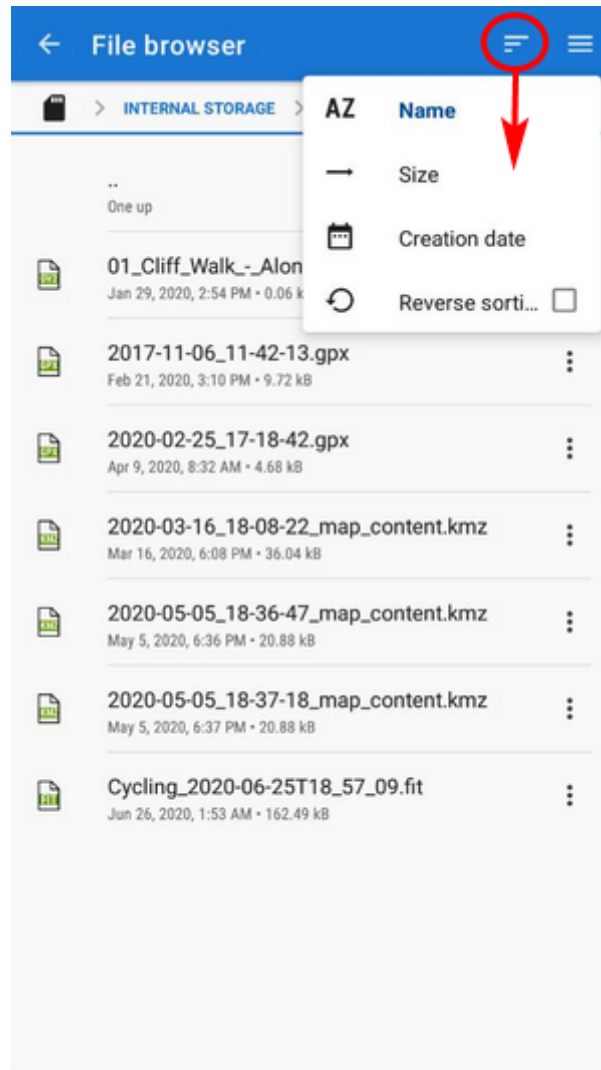 File browser
INTERNAL STORAGE
AZ Name
Size
Creation date
Reverse sorti...
..
One up
01_Cliff_Walk_-_Alon
Jan 29, 2020, 2:54 PM • 0.06 k
2017-11-06_11-42-13.gpx
Feb 21, 2020, 3:10 PM • 9.72 kB
2020-02-25_17-18-42.gpx
Apr 9, 2020, 8:32 AM • 4.68 kB
2020-03-16_18-08-22_map_content.kmz
Mar 16, 2020, 6:08 PM • 36.04 kB
2020-05-05_18-36-47_map_content.kmz
May 5, 2020, 6:36 PM • 20.88 kB
2020-05-05_18-37-18_map_content.kmz
May 5, 2020, 6:37 PM • 20.88 kB
Cycling_2020-06-25T18_57_09.fit
Jun 26, 2020, 1:53 AM • 162.49 kB